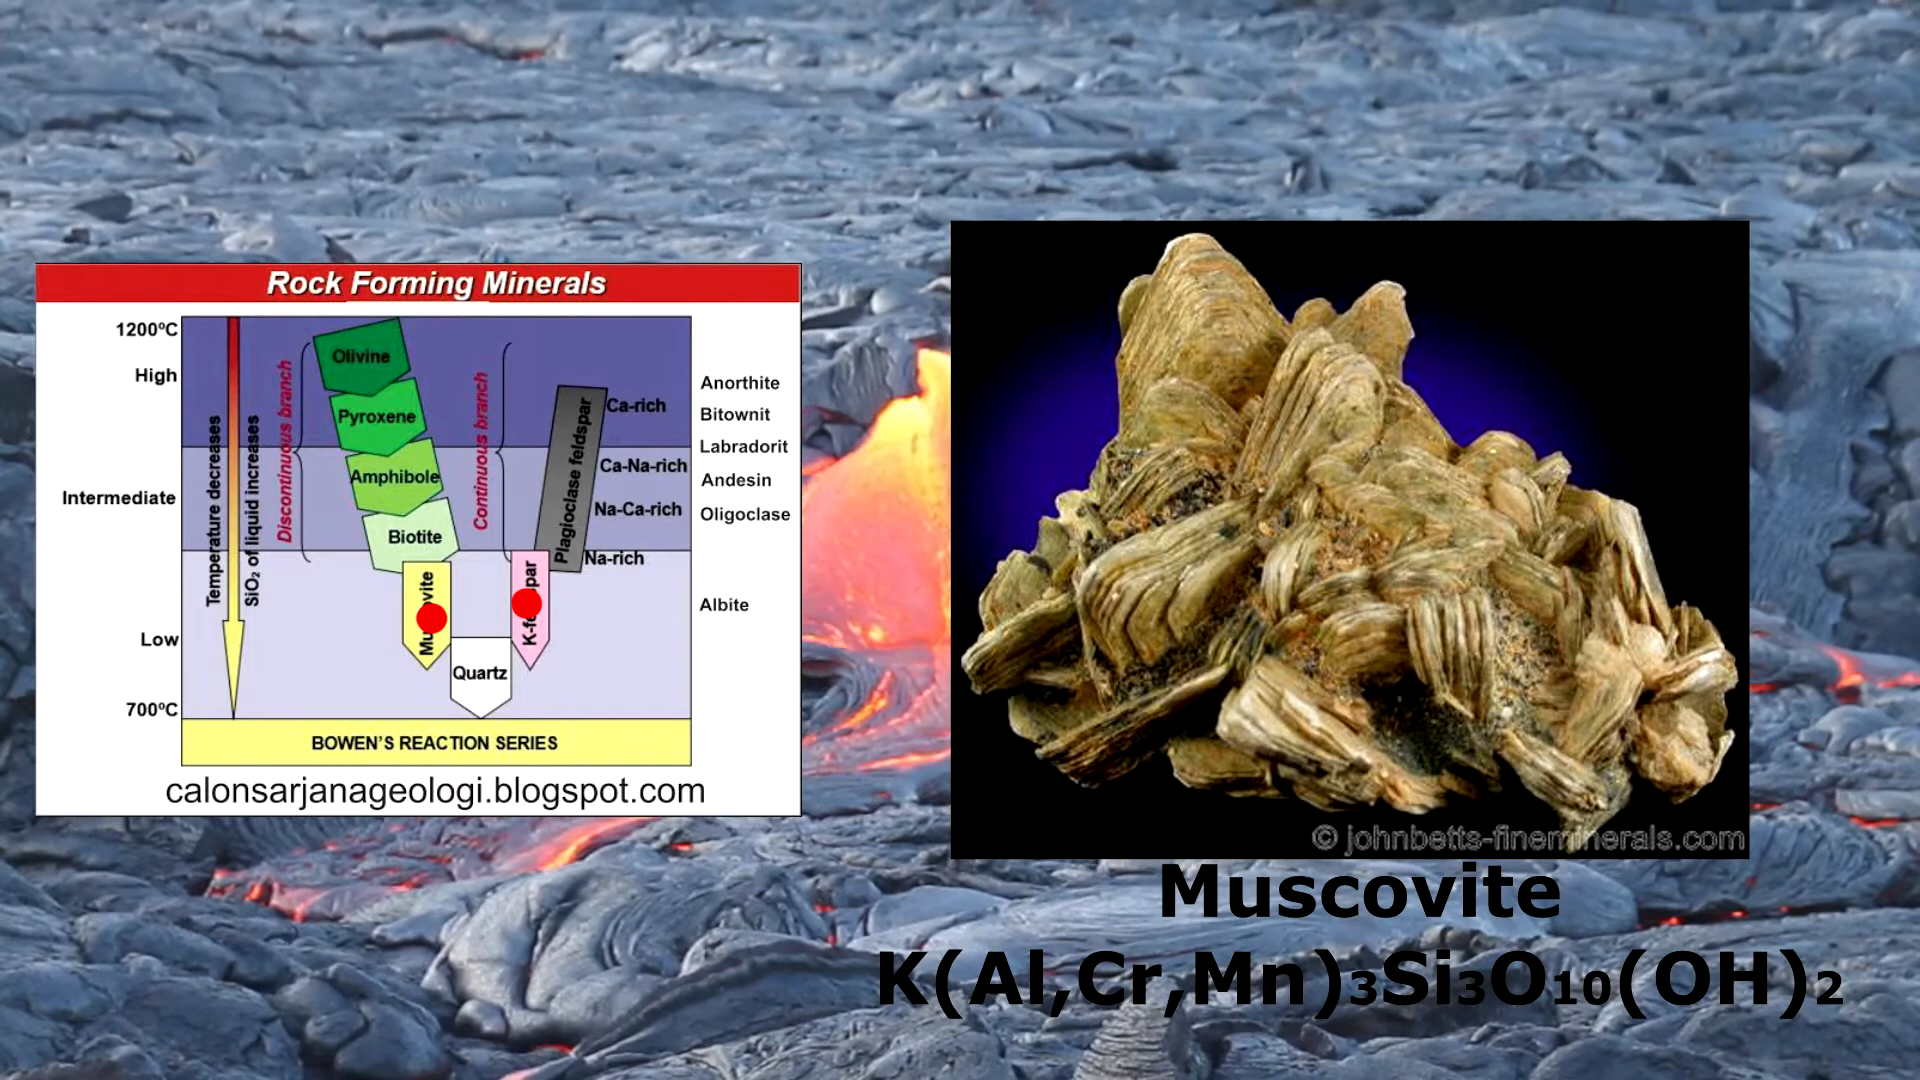 Rock Forming Minerals
1200ºC
High
Intermediate
Low
700ºC
Temperature decreases
SiO₂ of liquid increases
Discontinuous branch
Olivine
Pyroxene
Amphibole
Biotite
Continuous branch
Plagioclase feldspar
Ca-rich
Ca-Na-rich
Na-Ca-rich
Na-rich
Anorthite
Bitownit
Labradorit
Andesin
Oligoclase
Albite
Quartz
BOWEN'S REACTION SERIES
calonsarjanageologi.blogspot.com
© johnbetts-fineminerals.com
Muscovite
K(Al,Cr,Mn)₃Si₃O₁₀(OH)₂